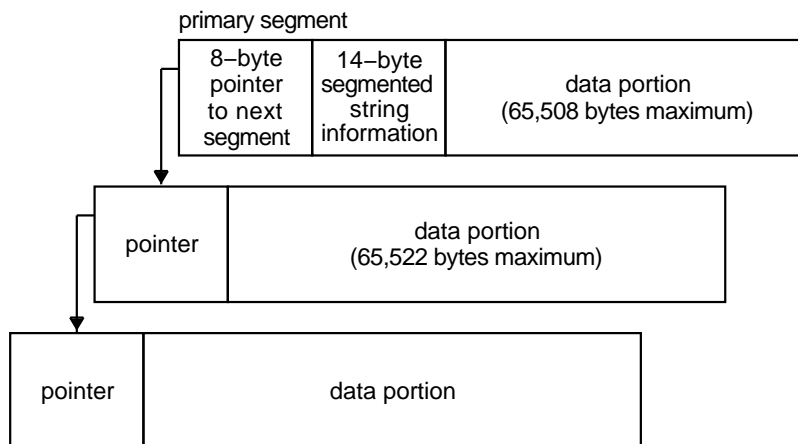 primary segment
8–byte
pointer
to next
segment
14–byte
segmented
string
information
data portion
(65,508 bytes maximum)
pointer
data portion
(65,522 bytes maximum)
pointer
data portion